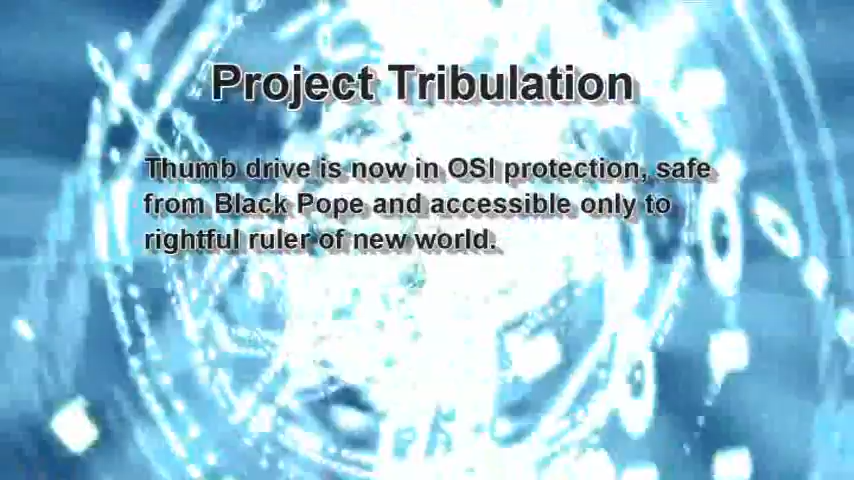 Project Tribulation
Thumb drive is now in OSI protection, safe
from Black Pope and accessible only to
rightful ruler of new world.